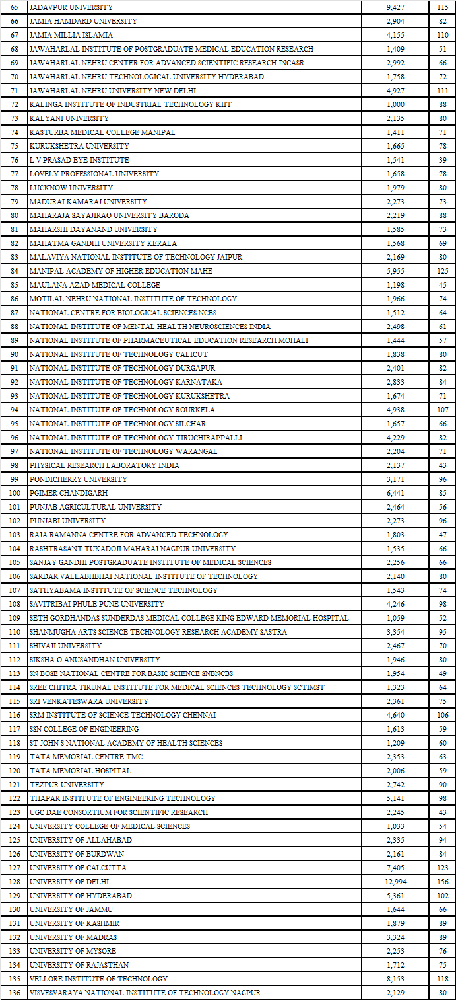 65 JADAVPUR UNIVERSITY 9,427 115
66 JAMIA HAMDARD UNIVERSITY 2,904 82
67 JAMIA MILLIA ISLAMIA 4,155 110
68 JAWAHARLAL INSTITUTE OF POSTGRADUATE MEDICAL EDUCATION RESEARCH 1,409 51
69 JAWAHARLAL NEHRU CENTER FOR ADVANCED SCIENTIFIC RESEARCH JNCASR 2,992 66
70 JAWAHARLAL NEHRU TECHNOLOGICAL UNIVERSITY HYDERABAD 1,758 72
71 JAWAHARLAL NEHRU UNIVERSITY NEW DELHI 4,927 111
72 KALINGA INSTITUTE OF INDUSTRIAL TECHNOLOGY KIIT 1,000 88
73 KALYANI UNIVERSITY 2,135 80
74 KASTURBA MEDICAL COLLEGE MANIPAL 1,411 71
75 KURUKSHETRA UNIVERSITY 1,665 78
76 L V PRASAD EYE INSTITUTE 1,541 39
77 LOVELY PROFESSIONAL UNIVERSITY 1,658 78
78 LUCKNOW UNIVERSITY 1,979 80
79 MADURAI KAMARAJ UNIVERSITY 2,273 73
80 MAHARAJA SAYAJIRAO UNIVERSITY BARODA 2,219 88
81 MAHARSHI DAYANAND UNIVERSITY 1,585 73
82 MAHATMA GANDHI UNIVERSITY KERALA 1,568 69
83 MALAVIYA NATIONAL INSTITUTE OF TECHNOLOGY JAIPUR 2,169 80
84 MANIPAL ACADEMY OF HIGHER EDUCATION MAHE 5,955 125
85 MAULANA AZAD MEDICAL COLLEGE 1,198 45
86 MOTILAL NEHRU NATIONAL INSTITUTE OF TECHNOLOGY 1,966 74
87 NATIONAL CENTRE FOR BIOLOGICAL SCIENCES NCBS 1,512 64
88 NATIONAL INSTITUTE OF MENTAL HEALTH NEUROSCIENCES INDIA 2,498 61
89 NATIONAL INSTITUTE OF PHARMACEUTICAL EDUCATION RESEARCH MOHALI 1,444 57
90 NATIONAL INSTITUTE OF TECHNOLOGY CALICUT 1,838 80
91 NATIONAL INSTITUTE OF TECHNOLOGY DURGAPUR 2,401 82
92 NATIONAL INSTITUTE OF TECHNOLOGY KARNATAKA 2,833 84
93 NATIONAL INSTITUTE OF TECHNOLOGY KURUKSHETRA 1,674 71
94 NATIONAL INSTITUTE OF TECHNOLOGY ROURKELA 4,938 107
95 NATIONAL INSTITUTE OF TECHNOLOGY SILCHAR 1,657 66
96 NATIONAL INSTITUTE OF TECHNOLOGY TIRUCHIRAPPALLI 4,229 82
97 NATIONAL INSTITUTE OF TECHNOLOGY WARANGAL 2,204 71
98 PHYSICAL RESEARCH LABORATORY INDIA 2,137 43
99 PONDICHERRY UNIVERSITY 3,171 96
100 PGIMER CHANDIGARH 6,441 85
101 PUNJAB AGRICULTURAL UNIVERSITY 2,464 56
102 PUNJABI UNIVERSITY 2,273 96
103 RAJA RAMANNA CENTRE FOR ADVANCED TECHNOLOGY 1,803 47
104 RASHTRASANT TUKADOJI MAHARAJ NAGPUR UNIVERSITY 1,535 66
105 SANJAY GANDHI POSTGRADUATE INSTITUTE OF MEDICAL SCIENCES 2,256 66
106 SARDAR VALLABHBHAI NATIONAL INSTITUTE OF TECHNOLOGY 2,140 80
107 SATHYABAMA INSTITUTE OF SCIENCE TECHNOLOGY 1,543 74
108 SAVITRIBAI PHULE PUNE UNIVERSITY 4,246 98
109 SETH GORDHANDAS SUNDERDAS MEDICAL COLLEGE KING EDWARD MEMORIAL HOSPITAL 1,059 52
110 SHANMUGHA ARTS SCIENCE TECHNOLOGY RESEARCH ACADEMY SASTRA 3,354 95
111 SHIVAJI UNIVERSITY 2,467 70
112 SIKSHA O ANUSANDHAN UNIVERSITY 1,946 80
113 SN BOSE NATIONAL CENTRE FOR BASIC SCIENCE SNBNCBS 1,954 49
114 SREE CHITRA TIRUNAL INSTITUTE FOR MEDICAL SCIENCES TECHNOLOGY SCTIMST 1,323 64
115 SRI VENKATESWARA UNIVERSITY 2,361 75
116 SRM INSTITUTE OF SCIENCE TECHNOLOGY CHENNAI 4,640 106
117 SSN COLLEGE OF ENGINEERING 1,613 59
118 ST JOHN S NATIONAL ACADEMY OF HEALTH SCIENCES 1,209 60
119 TATA MEMORIAL CENTRE TMC 2,353 63
120 TATA MEMORIAL HOSPITAL 2,006 59
121 TEZPUR UNIVERSITY 2,742 90
122 THAPAR INSTITUTE OF ENGINEERING TECHNOLOGY 5,141 98
123 UGC DAE CONSORTIUM FOR SCIENTIFIC RESEARCH 2,245 43
124 UNIVERSITY COLLEGE OF MEDICAL SCIENCES 1,033 54
125 UNIVERSITY OF ALLAHABAD 2,335 94
126 UNIVERSITY OF BURDWAN 2,161 84
127 UNIVERSITY OF CALCUTTA 7,405 123
128 UNIVERSITY OF DELHI 12,994 156
129 UNIVERSITY OF HYDERABAD 5,361 102
130 UNIVERSITY OF JAMMU 1,644 66
131 UNIVERSITY OF KASHMIR 1,879 89
132 UNIVERSITY OF MADRAS 3,324 89
133 UNIVERSITY OF MYSORE 2,253 76
134 UNIVERSITY OF RAJASTHAN 1,712 75
135 VELLORE INSTITUTE OF TECHNOLOGY 8,153 118
136 VISVESVARAYA NATIONAL INSTITUTE OF TECHNOLOGY NAGPUR 2,129 80